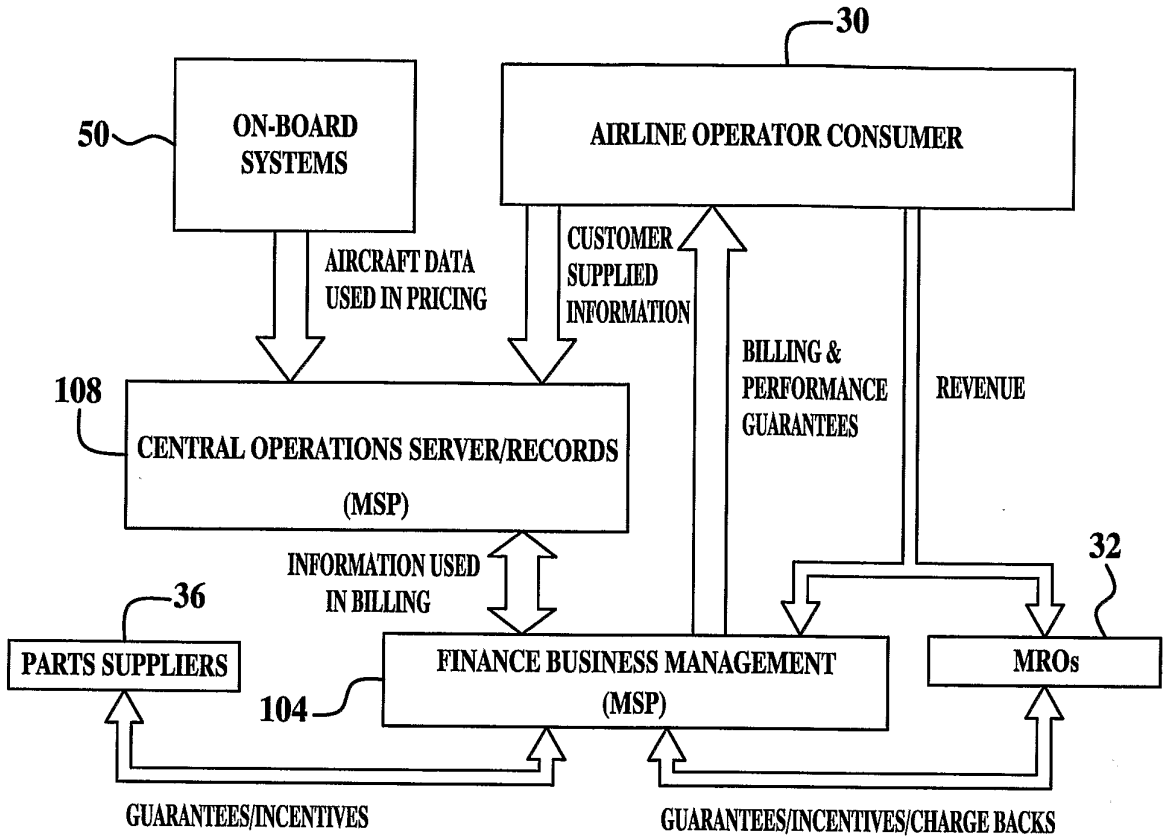 30
50
ON-BOARD
SYSTEMS
AIRLINE OPERATOR CONSUMER
AIRCRAFT DATA
USED IN PRICING
CUSTOMER
SUPPLIED
INFORMATION
BILLING &
PERFORMANCE
GUARANTEES
REVENUE
108
CENTRAL OPERATIONS SERVER/RECORDS
(MSP)
INFORMATION USED
IN BILLING
36
32
PARTS SUPPLIERS
FINANCE BUSINESS MANAGEMENT
(MSP)
MROs
104
GUARANTEES/INCENTIVES
GUARANTEES/INCENTIVES/CHARGE BACKS